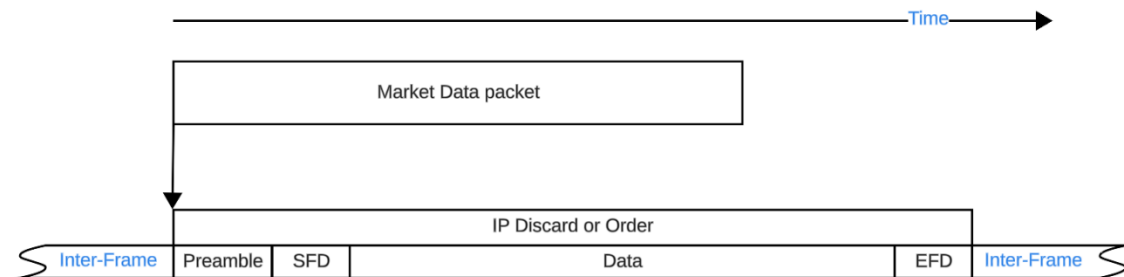 Time
Market Data packet
IP Discard or Order
Inter-Frame Preamble SFD Data EFD Inter-Frame